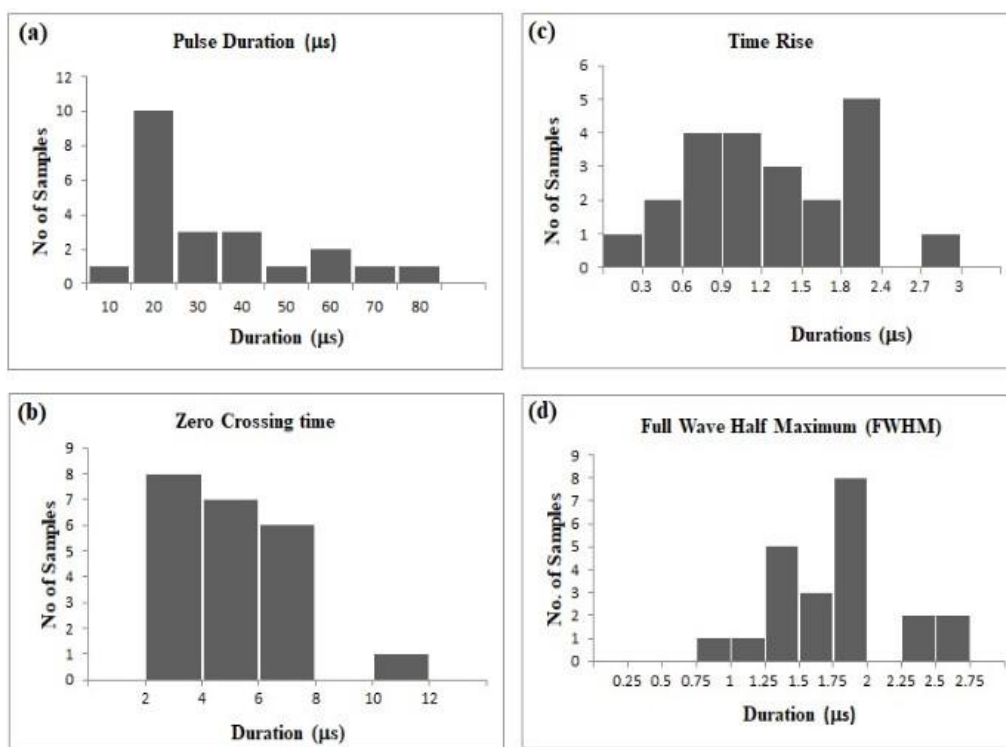 (a)
Pulse Duration (μs)
12
10
8
6
4
2
0
No of Samples
10 20 30 40 50 60 70 80
Duration (μs)
(c)
Time Rise
6
5
4
3
2
1
0
No of Samples
0.3 0.6 0.9 1.2 1.5 1.8 2.4 2.7 3
Durations (μs)
(b)
Zero Crossing time
9
8
7
6
5
4
3
2
1
0
No of Samples
2 4 6 8 10 12
Duration (μs)
(d)
Full Wave Half Maximum (FWHM)
9
8
7
6
5
4
3
2
1
0
No. of Samples
0.25 0.5 0.75 1 1.25 1.5 1.75 2 2.25 2.5 2.75
Duration (μs)